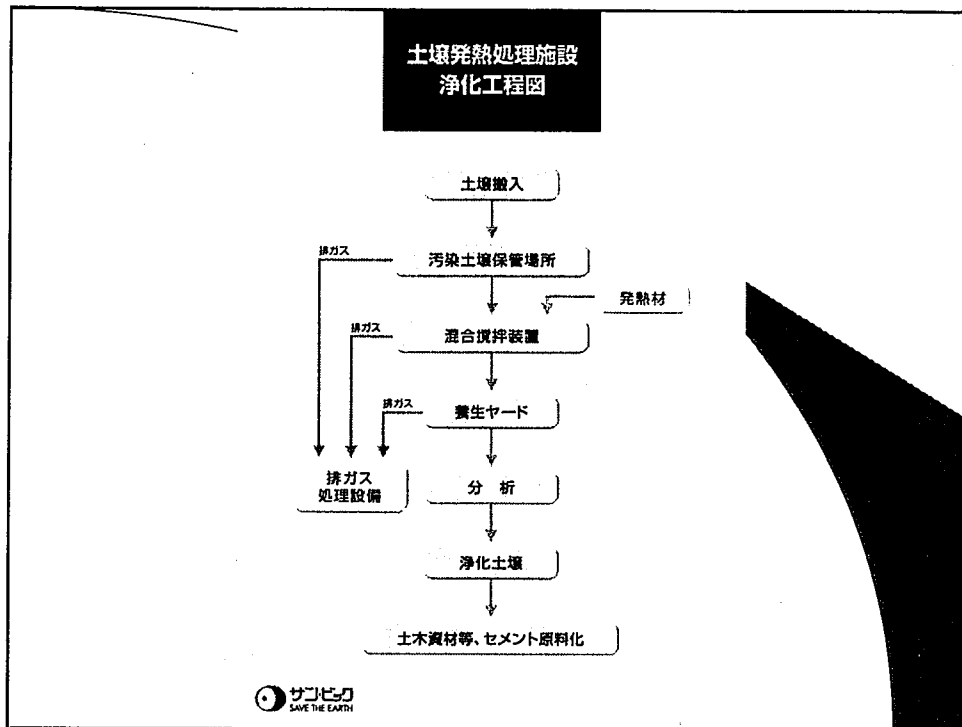 土壌発熱処理施設
浄化工程図
土壌搬入
排ガス
汚染土壌保管場所
発熱材
排ガス
混合撹拌装置
排ガス
養生ヤード
排ガス
処理設備
分 析
浄化土壌
土木資材等、セメント原料化
サン・ビック
SAVE THE EARTH